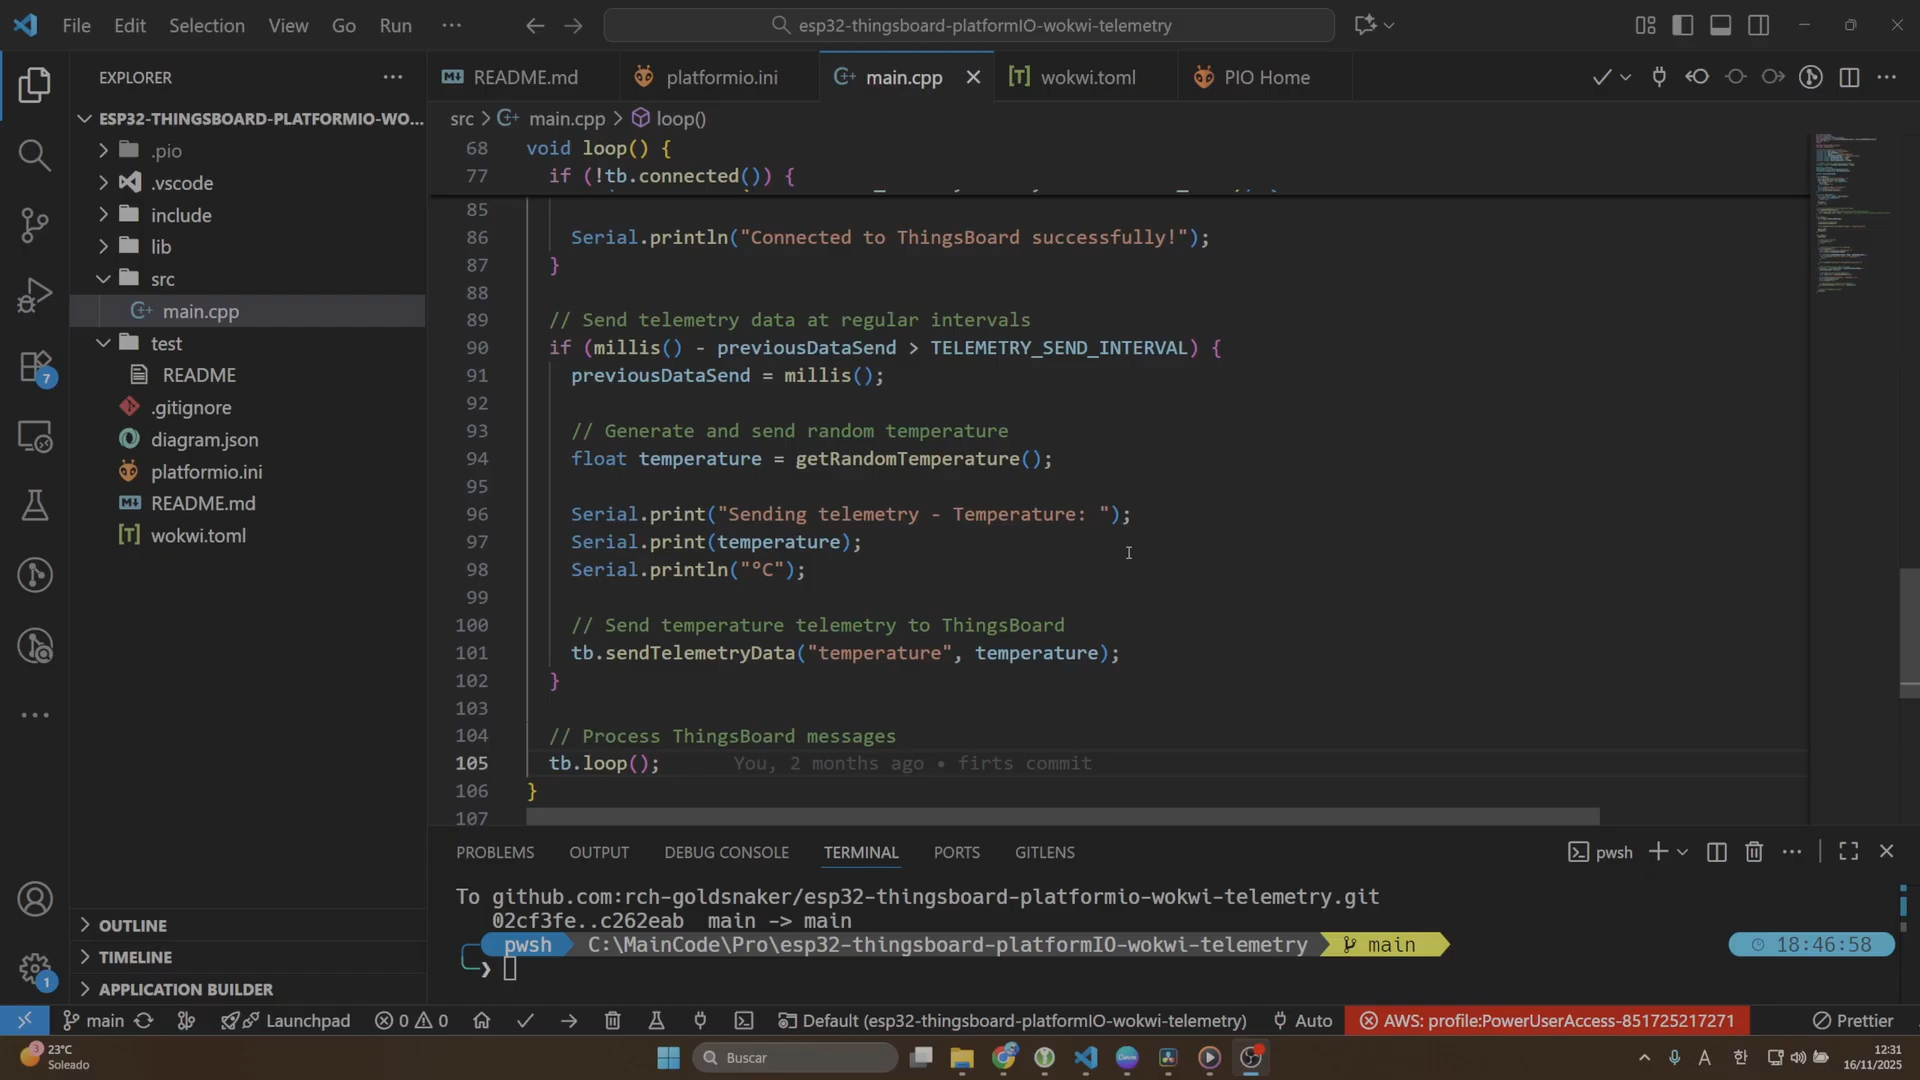 File Edit Selection View Go Run
esp32-thingsboard-platformIO-wokwi-telemetry
EXPLORER
README.md
platformio.ini
main.cpp
wokwi.toml
PIO Home
ESP32-THINGSBOARD-PLATFORMIO-WO...
.pio
.vscode
include
lib
src
main.cpp
test
README
.gitignore
diagram.json
platformio.ini
README.md
wokwi.toml
OUTLINE
TIMELINE
APPLICATION BUILDER
7
1
src > main.cpp > loop()
68 void loop() {
77 if (!tb.connected()) {
85
86 Serial.println("Connected to ThingsBoard successfully!");
87 }
88
89 // Send telemetry data at regular intervals
90 if (millis() - previousDataSend > TELEMETRY_SEND_INTERVAL) {
91 previousDataSend = millis();
92
93 // Generate and send random temperature
94 float temperature = getRandomTemperature();
95
96 Serial.print("Sending telemetry - Temperature: ");
97 Serial.print(temperature);
98 Serial.println("°C");
99
100 // Send temperature telemetry to ThingsBoard
101 tb.sendTelemetryData("temperature", temperature);
102 }
103
104 // Process ThingsBoard messages
105 tb.loop(); You, 2 months ago • firts commit
106 }
107
PROBLEMS OUTPUT DEBUG CONSOLE TERMINAL PORTS GITLENS
pwsh
To github.com:rch-goldsnaker/esp32-thingsboard-platformio-wokwi-telemetry.git
02cf3fe..c262eab main -> main
pwsh C:\MainCode\Pro\esp32-thingsboard-platformIO-wokwi-telemetry main 18:46:58
main Launchpad 0 0 Default (esp32-thingsboard-platformIO-wokwi-telemetry) Auto AWS: profile:PowerUserAccess-851725217271 Prettier
3
23°C
Soleado
Buscar
A 한
12:31
16/11/2025